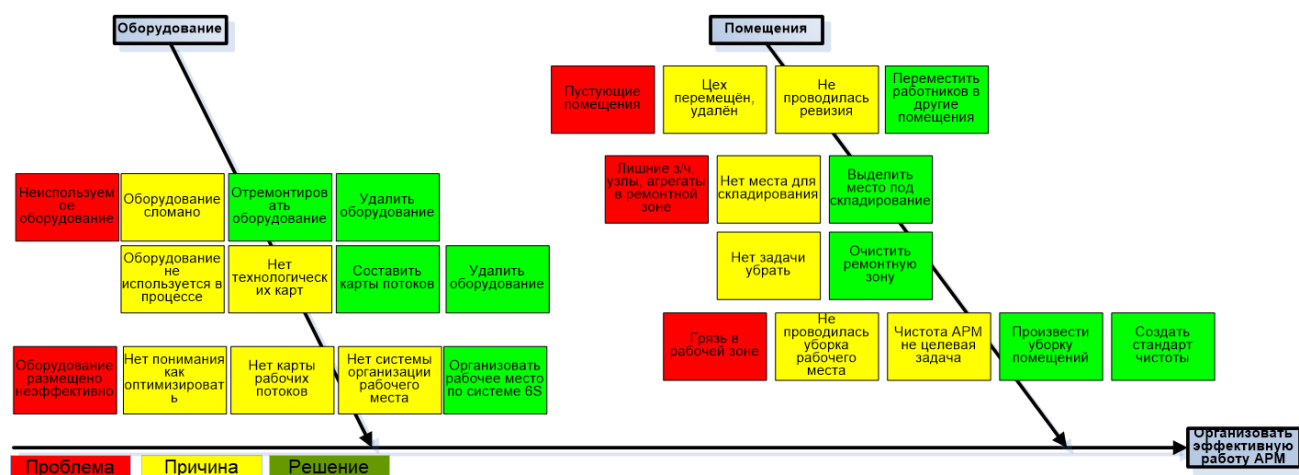 Оборудование
Помещения
Пустующие
помещения
Цех
перемещён,
удалён
Не
проводилась
ревизия
Переместить
работников в
другие
помещения
Неиспользуем
ое
оборудование
Оборудование
сломано
Отремонтиров
ать
оборудование
Удалить
оборудование
Лишние з/ч,
узлы, агрегаты
в ремонтной
зоне
Нет места для
складирования
Выделить
место под
складирование
Оборудование
не
используется в
процессе
Нет
технологическ
их карт
Составить
карты потоков
Удалить
оборудование
Нет задачи
убрать
Очистить
ремонтную
зону
Оборудование
размещено
неэффективно
Нет понимания
как
оптимизироват
ь
Нет карты
рабочих
потоков
Нет системы
организации
рабочего
места
Организовать
рабочее место
по системе 6S
Грязь в
рабочей зоне
Не
проводилась
уборка
рабочего
места
Чистота АРМ
не целевая
задача
Произвести
уборку
помещений
Создать
стандарт
чистоты
Организовать
эффективную
работу АРМ
Проблема
Причина
Решение